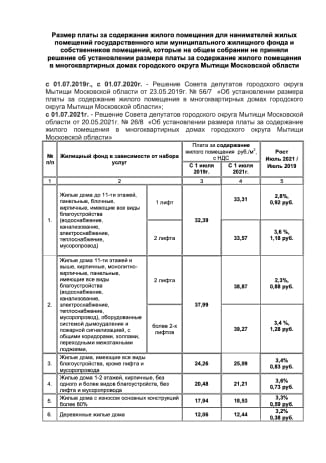 Размер платы за содержание жилого помещения для нанимателей жилых
помещений государственного или муниципального жилищного фонда и
собственников помещений, которые на общем собрании не приняли
решение об установлении размера платы за содержание жилого помещения
в многоквартирных домах городского округа Мытищи Московской области
с 01.07.2019г., с 01.07.2020г. - Решение Совета депутатов городского округа
Мытищи Московской области от 23.05.2019г. № 56/7 «Об установлении размера
платы за содержание жилого помещения в многоквартирных домах городского
округа Мытищи Московской области»;
с 01.07.2021г. - Решение Совета депутатов городского округа Мытищи Московской
области от 20.05.2021г. № 26/8 «Об установлении размера платы за содержание
жилого помещения в многоквартирных домах городского округа Мытищи
Московской области»
№ п/п
Жилищный фонд в зависимости от набора
услуг
Плата за содержание
жилого помещения руб./м²,
с НДС
С 1 июля
2019г.
С 1 июля
2021г.
Рост
Июль 2021 /
Июль 2019
1 2 3 4 5
1.
Жилые дома до 11-ти этажей,
панельные, блочные,
кирпичные, имеющие все виды
благоустройства
(водоснабжение,
канализование,
электроснабжение,
теплоснабжение,
мусоропровод)
1 лифт
32,39
33,31
2,8%,
0,92 руб.
2 лифта
33,57
3,6 %,
1,18 руб.
2.
Жилые дома 11-ти этажей и
выше, кирпичные, монолитно-
кирпичные, панельные,
имеющие все виды
благоустройства
(водоснабжение,
канализование,
электроснабжение,
теплоснабжение,
мусоропровод), оборудованные
системой дымоудаления и
пожарной сигнализацией, с
общими коридорами, холлами,
переходными межэтажными
лоджиями,
2 лифта
37,99
38,87
2,3%,
0,88 руб.
более 2-х
лифтов
39,27
3,4 %,
1,28 руб.
3.
Жилые дома, имеющие все виды
благоустройства, кроме лифта и
мусоропровода
24,26
25,09
3,4%
0,83 руб.
4.
Жилые дома 1-2 этажей, кирпичные, без
одного и более видов благоустройств, без
лифта и мусоропровода
20,48
21,21
3,6%
0,73 руб.
5.
Жилые дома с износом основных конструкций
более 60%
17,94
18,53
3,3%
0,59 руб.
6.
Деревянные жилые дома
12,06
12,44
3,2%
0,38 руб.